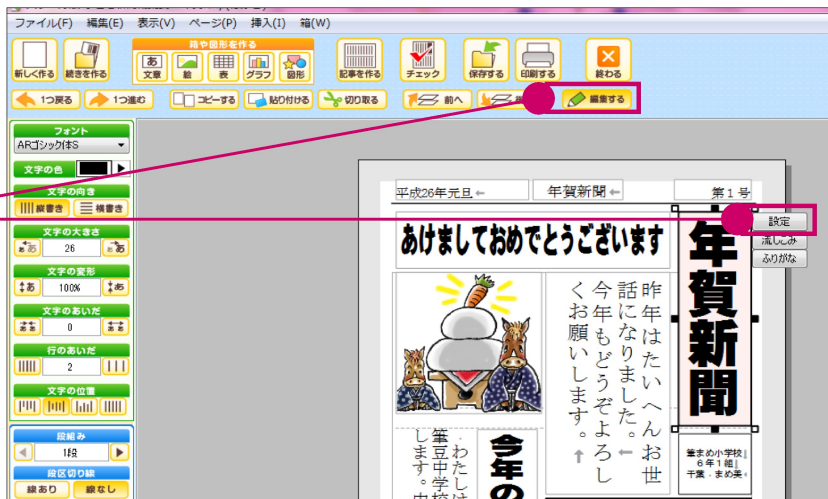 ファイル(F) 編集(E) 表示(V) ページ(P) 挿入(I) 箱(W)
箱や図形を作る
新しく作る 続きを作る 文章 絵 表 グラフ 図形 記事を作る チェック 保存する 印刷する 終わる
1つ戻る 1つ進む コピーする 貼り付ける 切り取る 前へ 編集する
フォント
ARゴシック体S
文字の色
文字の向き
縦書き 横書き
文字の大きさ
26
文字の変形
100%
文字のあいだ
0
行のあいだ
2
文字の位置
段組み
1段
段区切り線
線あり 線なし
平成26年元旦←
年賀新聞←
第1号
設定
流しこみ
ふりがな
年賀新聞
あけましておめでとうございます
昨年はたいへんお世
話になりました。←
今年もどうぞよろし
くお願いします。↑
筆まめ小学校
6年1組
千葉・まめ美
今年の
・わたしは
筆豆中学校
します。